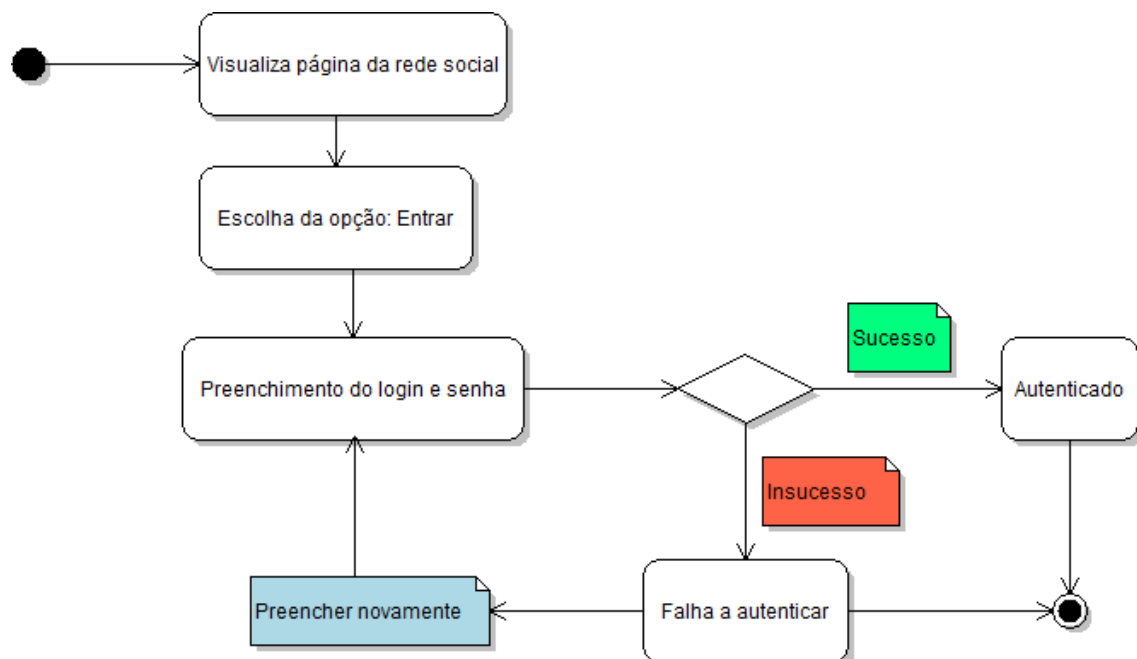 Visualiza página da rede social
Escolha da opção: Entrar
Sucesso
Preenchimento do login e senha
Autenticado
Insucesso
Preencher novamente
Falha a autenticar